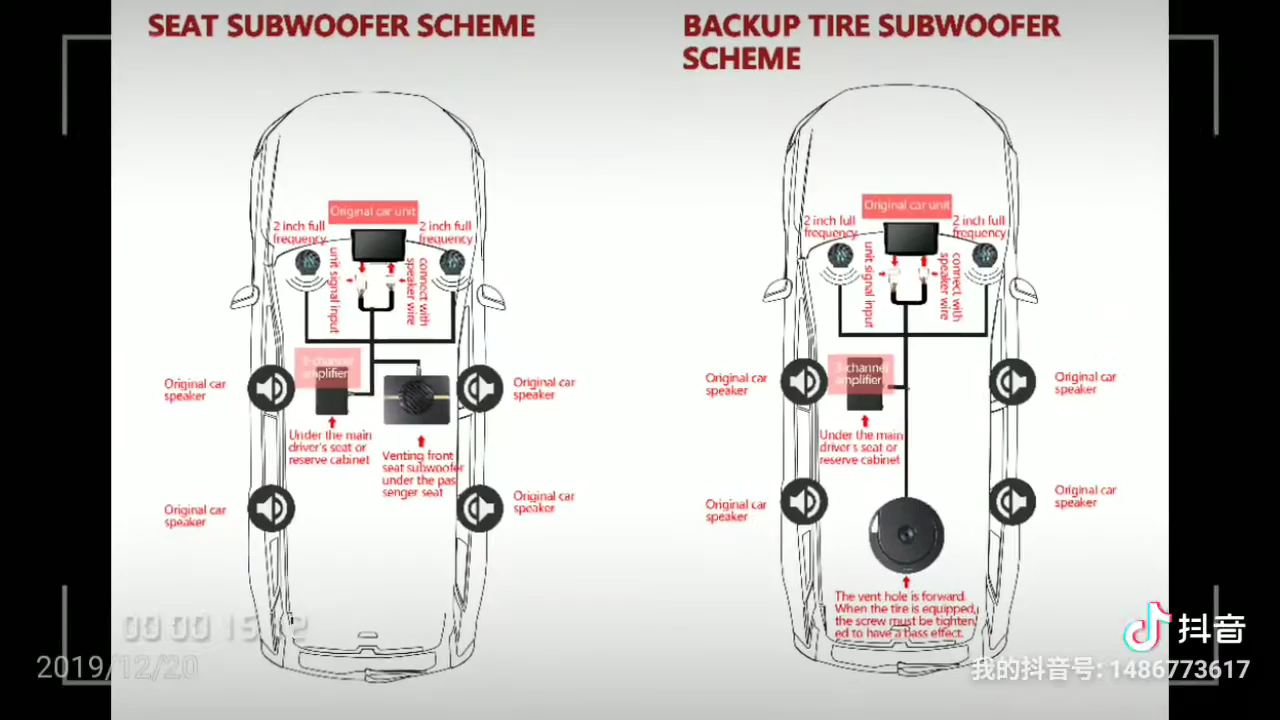 SEAT SUBWOOFER SCHEME
Original car unit
2 inch full
frequency
2 inch full
frequency
unit signal input
connect with
speaker wire
3-channel
amplifier
Original car
speaker
Original car
speaker
Under the main
driver's seat or
reserve cabinet
Venting front
seat subwoofer
under the pas
senger seat
Original car
speaker
Original car
speaker
BACKUP TIRE SUBWOOFER
SCHEME
Original car unit
2 inch full
frequency
2 inch full
frequency
unit signal input
connect with
speaker wire
3-channel
amplifier
Original car
speaker
Original car
speaker
Under the main
driver's seat or
reserve cabinet
Original car
speaker
Original car
speaker
The vent hole is forward.
When the tire is equipped,
the screw must be tighten
ed to have a bass effect.
2019/12/20
抖音
我的抖音号: 1486773617